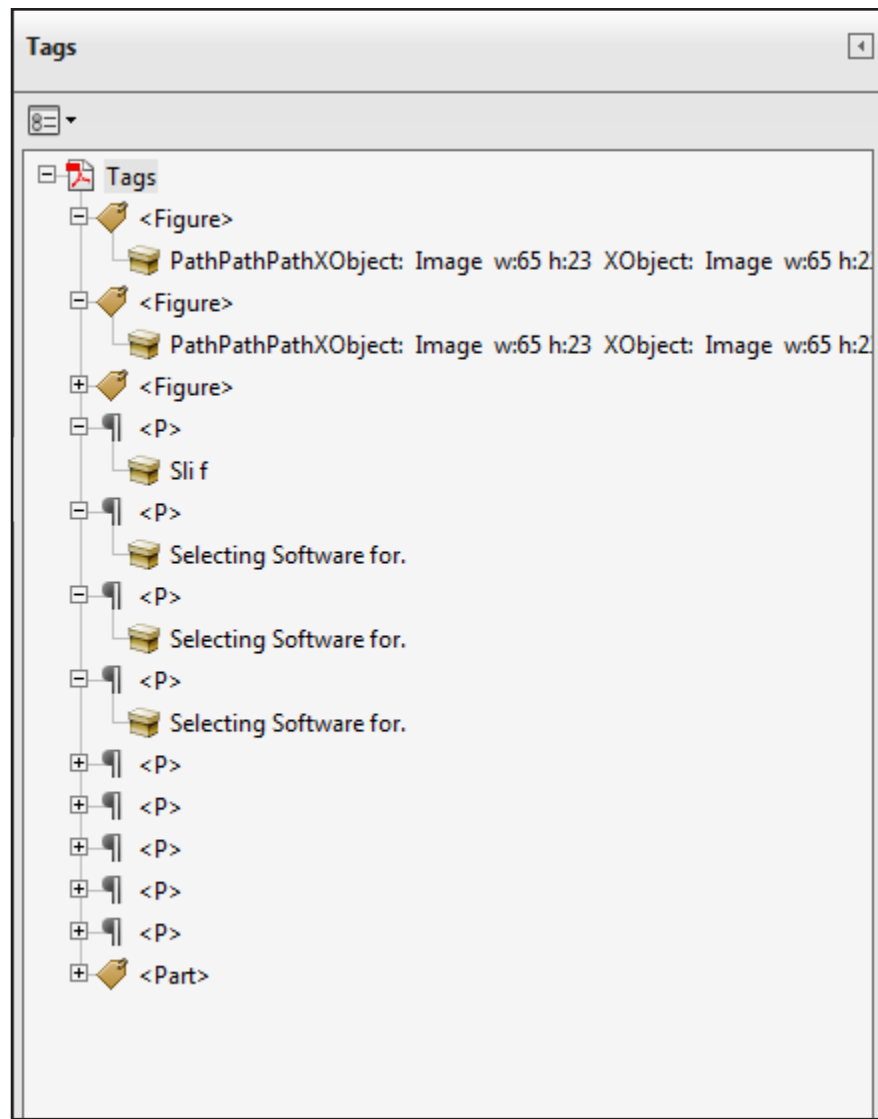 Tags
Tags
<Figure>
PathPathPathXObject: Image w:65 h:23 XObject: Image w:65 h:2
<Figure>
PathPathPathXObject: Image w:65 h:23 XObject: Image w:65 h:2
<Figure>
<P>
Sli f
<P>
Selecting Software for.
<P>
Selecting Software for.
<P>
Selecting Software for.
<P>
<P>
<P>
<P>
<P>
<Part>